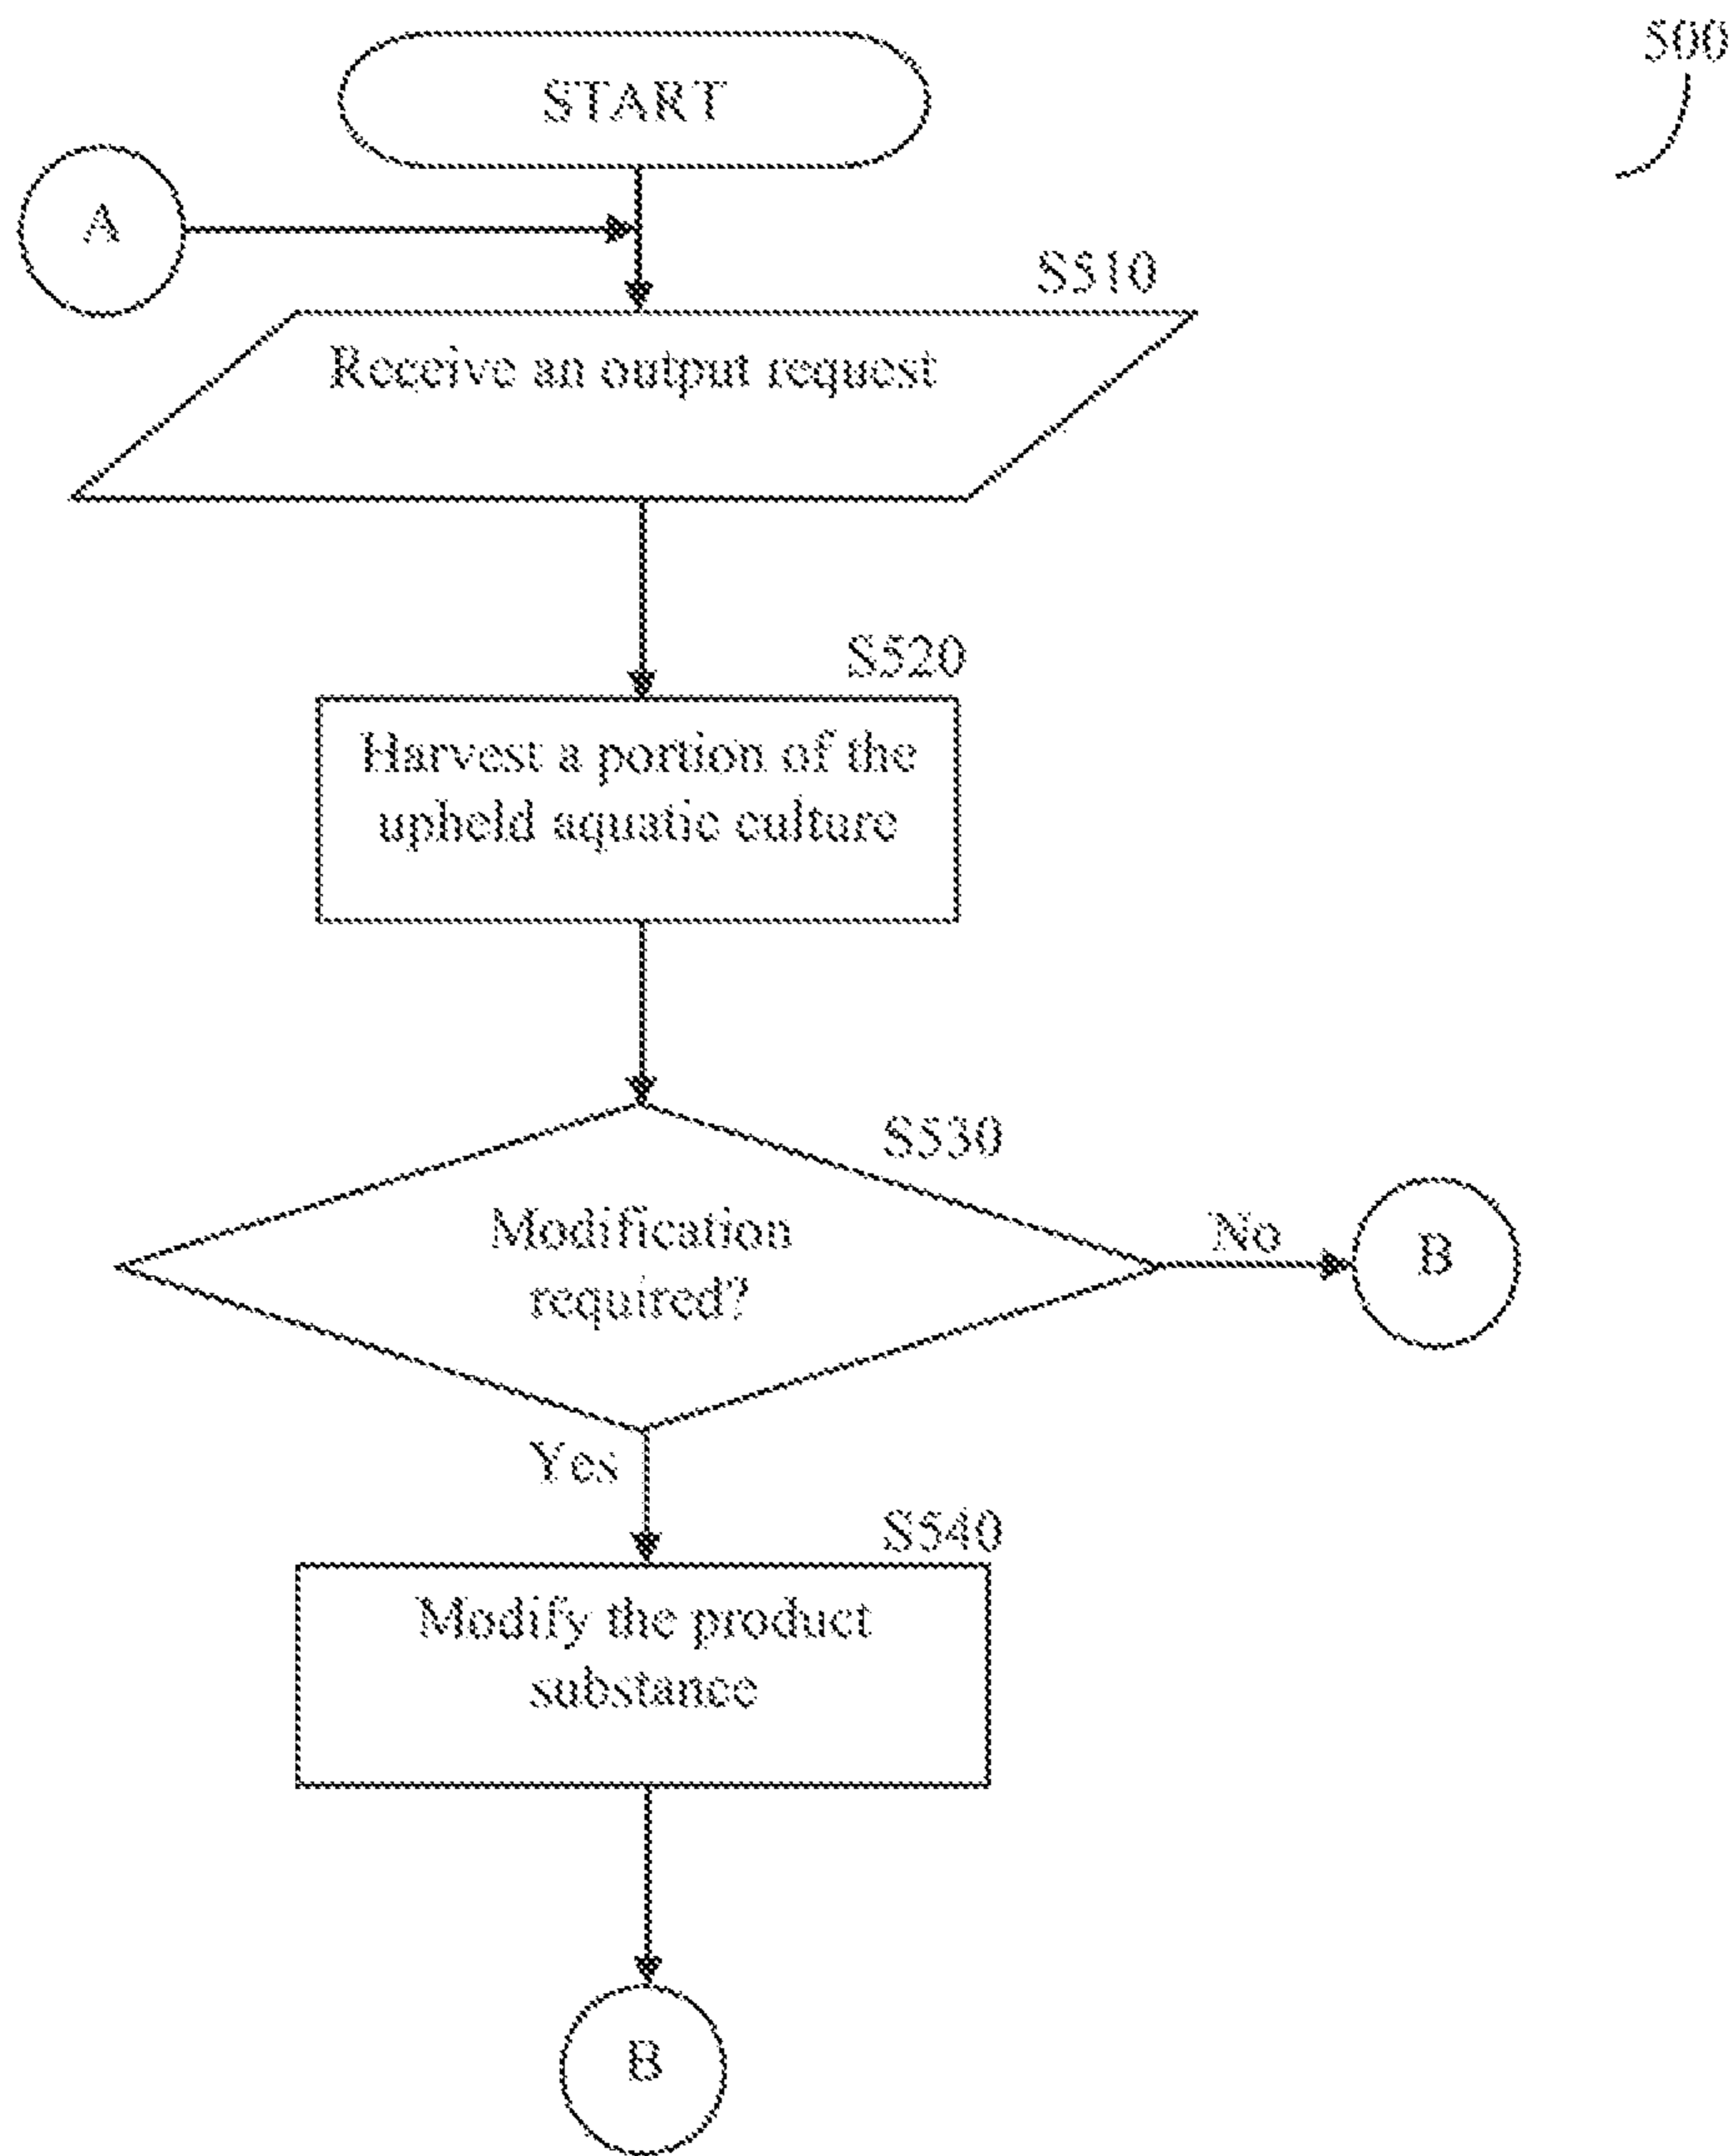 500
START
A
S510
Receive an output request
S520
Harvest a portion of the
upheld aquatic culture
S530
Modification
required?
No
B
Yes
S540
Modify the product
substance
B